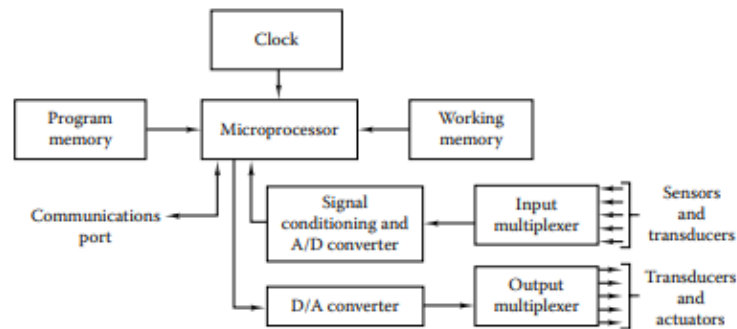 Clock
Program
memory
Microprocessor
Working
memory
Communications
port
Signal
conditioning and
A/D converter
Input
multiplexer
Sensors
and
transducers
D/A converter
Output
multiplexer
Transducers
and
actuators